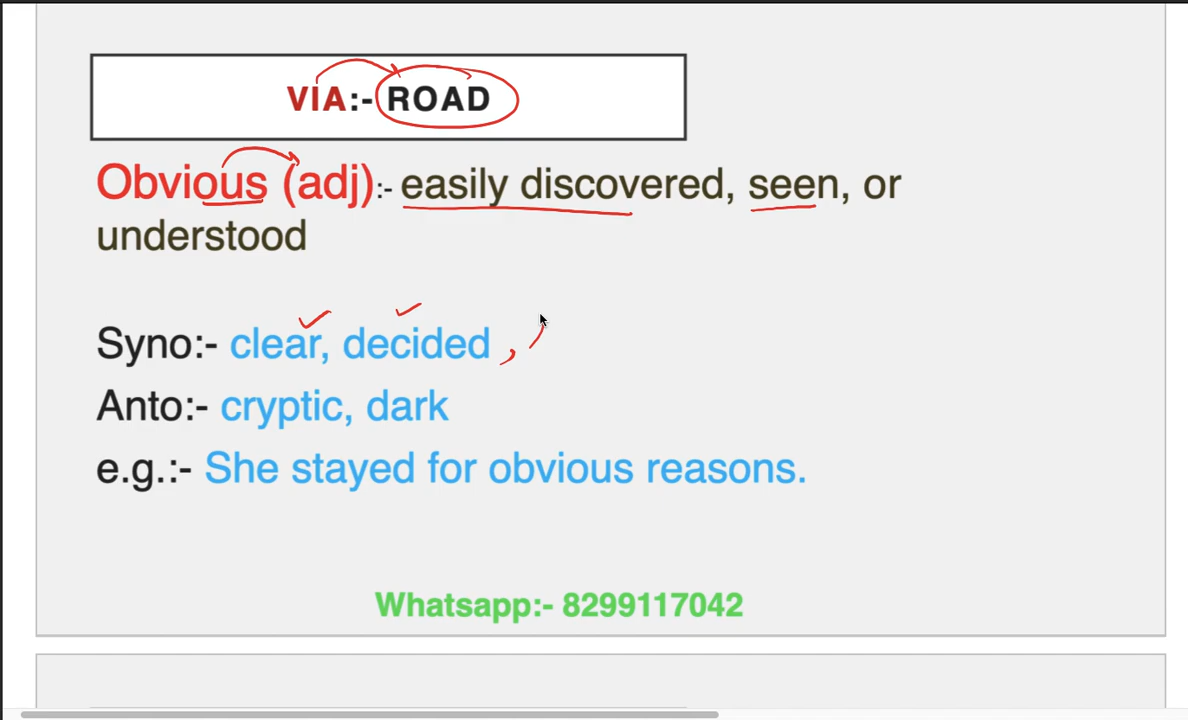 VIA:- ROAD
Obvious (adj):- easily discovered, seen, or
understood
Syno:- clear, decided ,
Anto:- cryptic, dark
e.g.:- She stayed for obvious reasons.
Whatsapp:- 8299117042